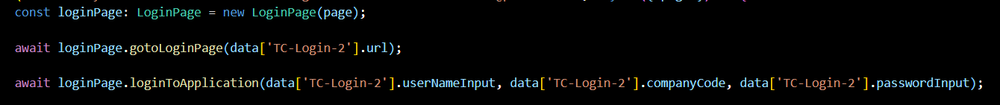 const loginPage: LoginPage = new LoginPage(page);
await loginPage.gotoLoginPage(data['TC-Login-2'].url);
await loginPage.loginToApplication(data['TC-Login-2'].userNameInput, data['TC-Login-2'].companyCode, data['TC-Login-2'].passwordInput);